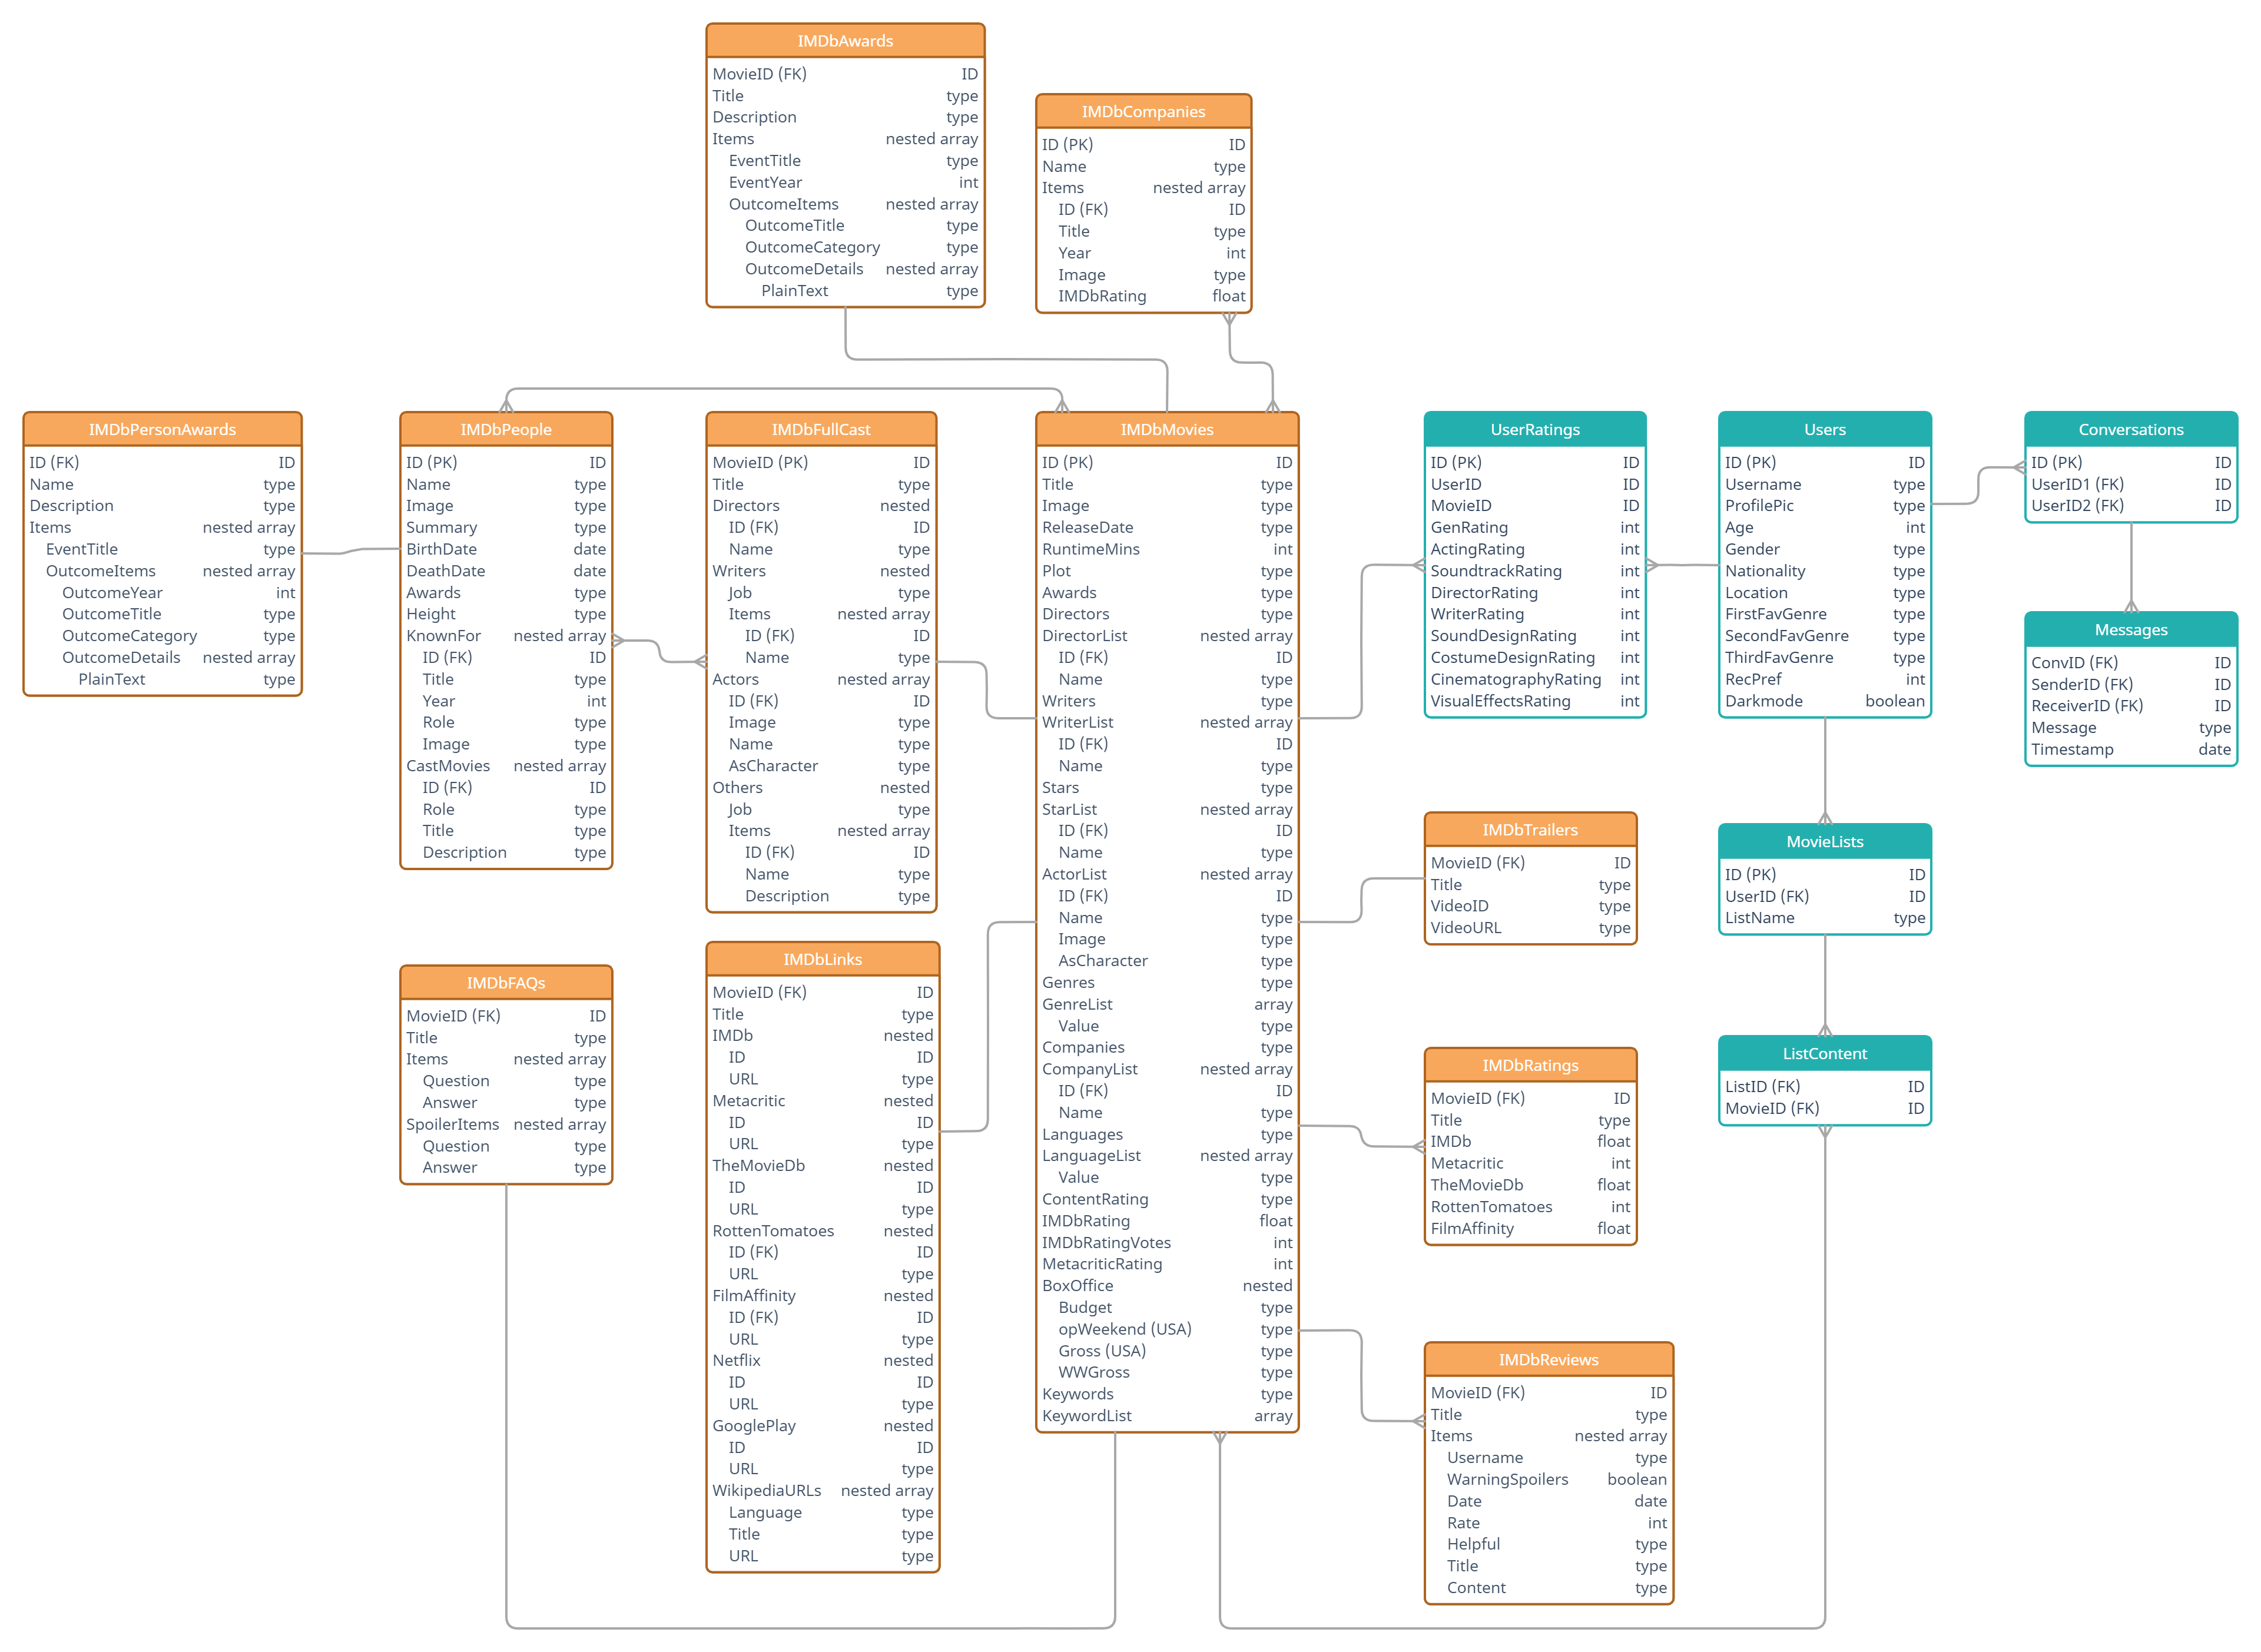 IMDbAwards
MovieID (FK) ID
Title type
Description type
Items nested array
EventTitle type
EventYear int
OutcomeItems nested array
OutcomeTitle type
OutcomeCategory type
OutcomeDetails nested array
PlainText type
IMDbCompanies
ID (PK) ID
Name type
Items nested array
ID (FK) ID
Title type
Year int
Image type
IMDbRating float
IMDbPersonAwards
ID (FK) ID
Name type
Description type
Items nested array
EventTitle type
OutcomeItems nested array
OutcomeYear int
OutcomeTitle type
OutcomeCategory type
OutcomeDetails nested array
PlainText type
IMDbPeople
ID (PK) ID
Name type
Image type
Summary type
BirthDate date
DeathDate date
Awards type
Height type
KnownFor nested array
ID (FK) ID
Title type
Year int
Role type
Image type
CastMovies nested array
ID (FK) ID
Role type
Title type
Description type
IMDbFullCast
MovieID (PK) ID
Title type
Directors nested
ID (FK) ID
Name type
Writers nested
Job type
Items nested array
ID (FK) ID
Name type
Actors nested array
ID (FK) ID
Image type
Name type
AsCharacter type
Others nested
Job type
Items nested array
ID (FK) ID
Name type
Description type
IMDbMovies
ID (PK) ID
Title type
Image type
ReleaseDate type
RuntimeMins int
Plot type
Awards type
Directors type
DirectorList nested array
ID (FK) ID
Name type
Writers type
WriterList nested array
ID (FK) ID
Name type
Stars type
StarList nested array
ID (FK) ID
Name type
ActorList nested array
ID (FK) ID
Name type
Image type
AsCharacter type
Genres type
GenreList array
Value type
Companies type
CompanyList nested array
ID (FK) ID
Name type
Languages type
LanguageList nested array
Value type
ContentRating type
IMDbRating float
IMDbRatingVotes int
MetacriticRating int
BoxOffice nested
Budget type
opWeekend (USA) type
Gross (USA) type
WWGross type
Keywords type
KeywordList array
UserRatings
ID (PK) ID
UserID ID
MovieID ID
GenRating int
ActingRating int
SoundtrackRating int
DirectorRating int
WriterRating int
SoundDesignRating int
CostumeDesignRating int
CinematographyRating int
VisualEffectsRating int
Users
ID (PK) ID
Username type
ProfilePic type
Age int
Gender type
Nationality type
Location type
FirstFavGenre type
SecondFavGenre type
ThirdFavGenre type
RecPref int
Darkmode boolean
Conversations
ID (PK) ID
UserID1 (FK) ID
UserID2 (FK) ID
Messages
ConvID (FK) ID
SenderID (FK) ID
ReceiverID (FK) ID
Message type
Timestamp date
IMDbTrailers
MovieID (FK) ID
Title type
VideoID type
VideoURL type
MovieLists
ID (PK) ID
UserID (FK) ID
ListName type
IMDbFAQs
MovieID (FK) ID
Title type
Items nested array
Question type
Answer type
SpoilerItems nested array
Question type
Answer type
IMDbLinks
MovieID (FK) ID
Title type
IMDb nested
ID ID
URL type
Metacritic nested
ID ID
URL type
TheMovieDb nested
ID ID
URL type
RottenTomatoes nested
ID (FK) ID
URL type
FilmAffinity nested
ID (FK) ID
URL type
Netflix nested
ID ID
URL type
GooglePlay nested
ID ID
URL type
WikipediaURLs nested array
Language type
Title type
URL type
IMDbRatings
MovieID (FK) ID
Title type
IMDb float
Metacritic int
TheMovieDb float
RottenTomatoes int
FilmAffinity float
ListContent
ListID (FK) ID
MovieID (FK) ID
IMDbReviews
MovieID (FK) ID
Title type
Items nested array
Username type
WarningSpoilers boolean
Date date
Rate int
Helpful type
Title type
Content type